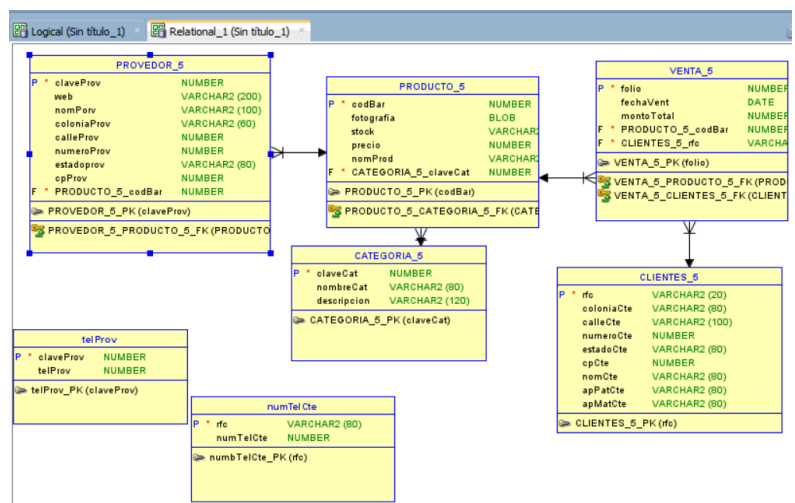 Logical (Sin título_1)
Relational_1 (Sin título_1)
PROVEDOR_5
P * claveProv NUMBER
web VARCHAR2 (200)
nomPorv VARCHAR2 (100)
coloniaProv VARCHAR2 (60)
calleProv NUMBER
numeroProv NUMBER
estadoprov VARCHAR2 (80)
cpProv NUMBER
F * PRODUCTO_5_codBar NUMBER
PROVEDOR_5_PK (claveProv)
PROVEDOR_5_PRODUCTO_5_FK (PRODUCTO
PRODUCTO_5
P * codBar NUMBER
fotografia BLOB
stock VARCHAR2
precio NUMBER
nomProd VARCHAR2
F * CATEGORIA_5_claveCat NUMBER
PRODUCTO_5_PK (codBar)
PRODUCTO_5_CATEGORIA_5_FK (CATE
VENTA_5
P * folio NUMBER
fechaVent DATE
montoTotal NUMBER
F * PRODUCTO_5_codBar NUMBER
F * CLIENTES_5_rfc VARCHA
VENTA_5_PK (folio)
VENTA_5_PRODUCTO_5_FK (PROD
VENTA_5_CLIENTES_5_FK (CLIENT
CATEGORIA_5
P * claveCat NUMBER
nombreCat VARCHAR2 (80)
descripcion VARCHAR2 (120)
CATEGORIA_5_PK (claveCat)
CLIENTES_5
P * rfc VARCHAR2 (20)
coloniaCte VARCHAR2 (80)
calleCte VARCHAR2 (100)
numeroCte NUMBER
estadoCte VARCHAR2 (80)
cpCte NUMBER
nomCte VARCHAR2 (80)
apPatCte VARCHAR2 (80)
apMatCte VARCHAR2 (80)
CLIENTES_5_PK (rfc)
telProv
P * claveProv NUMBER
telProv NUMBER
telProv_PK (claveProv)
numTelCte
P * rfc VARCHAR2 (80)
numTelCte NUMBER
numbTelCte_PK (rfc)